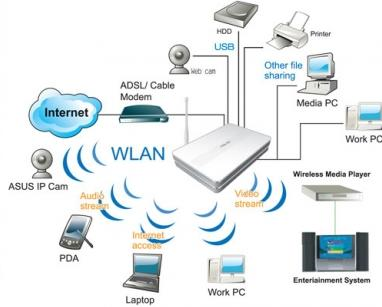 HDD
Printer
USB
Web cam
Other file
sharing
ADSL/ Cable
Modem
Media PC
Internet
WLAN
Work PC
ASUS IP Cam
Wireless Media Player
Audio
stream
Video
stream
Internet
access
PDA
Laptop
Work PC
Enteriainment System